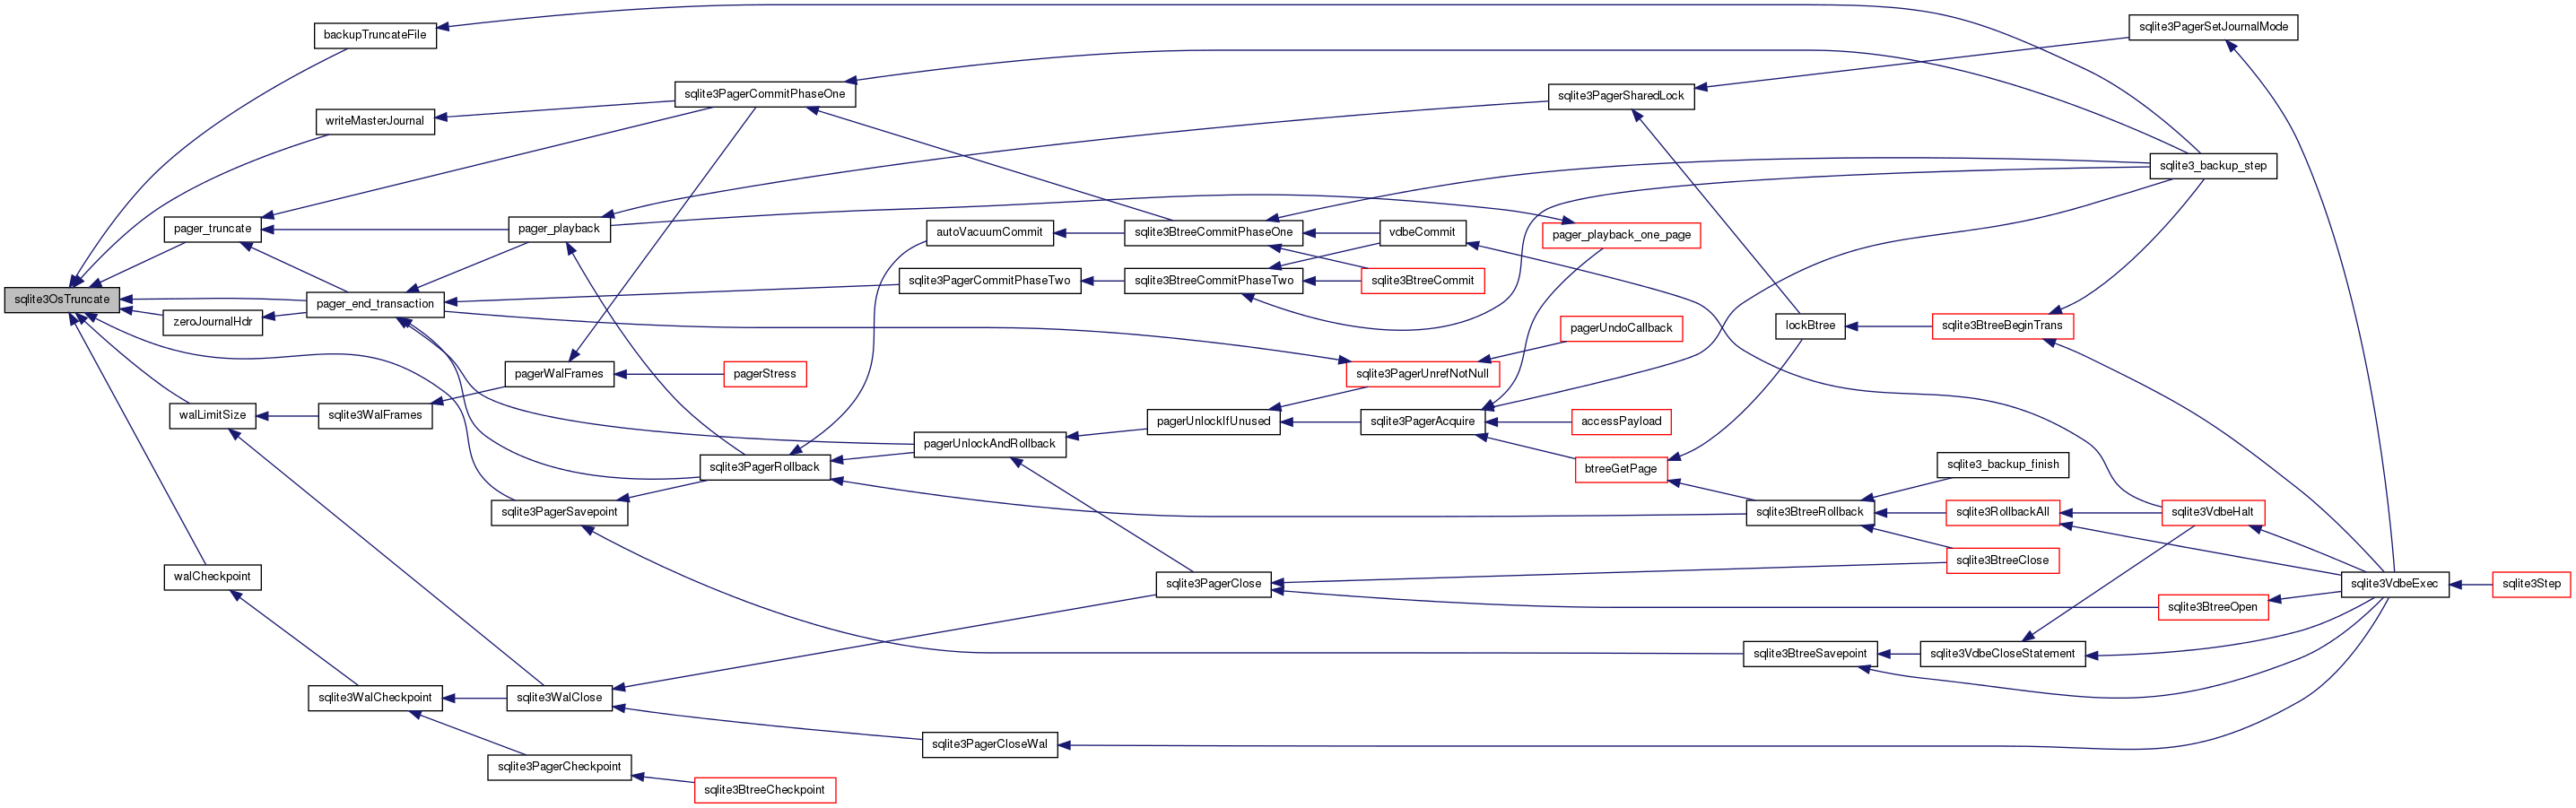 sqlite3OsTruncate
backupTruncateFile
writeMasterJournal
pager_truncate
pager_end_transaction
zeroJournalHdr
walLimitSize
sqlite3WalFrames
walCheckpoint
sqlite3WalCheckpoint
sqlite3PagerCommitPhaseOne
pager_playback
pagerWalFrames
pagerStress
sqlite3PagerRollback
sqlite3PagerSavepoint
sqlite3WalClose
sqlite3PagerCheckpoint
sqlite3BtreeCheckpoint
autoVacuumCommit
sqlite3PagerCommitPhaseTwo
pagerUnlockAndRollback
sqlite3PagerCloseWal
sqlite3BtreeCommitPhaseOne
sqlite3BtreeCommitPhaseTwo
pagerUnlockIfUnused
sqlite3PagerClose
vdbeCommit
sqlite3BtreeCommit
sqlite3PagerUnrefNotNull
sqlite3PagerAcquire
sqlite3PagerSharedLock
pager_playback_one_page
pagerUndoCallback
accessPayload
btreeGetPage
lockBtree
sqlite3BtreeRollback
sqlite3BtreeSavepoint
sqlite3BtreeBeginTrans
sqlite3_backup_finish
sqlite3RollbackAll
sqlite3BtreeClose
sqlite3VdbeCloseStatement
sqlite3PagerSetJournalMode
sqlite3_backup_step
sqlite3VdbeHalt
sqlite3BtreeOpen
sqlite3VdbeExec
sqlite3Step